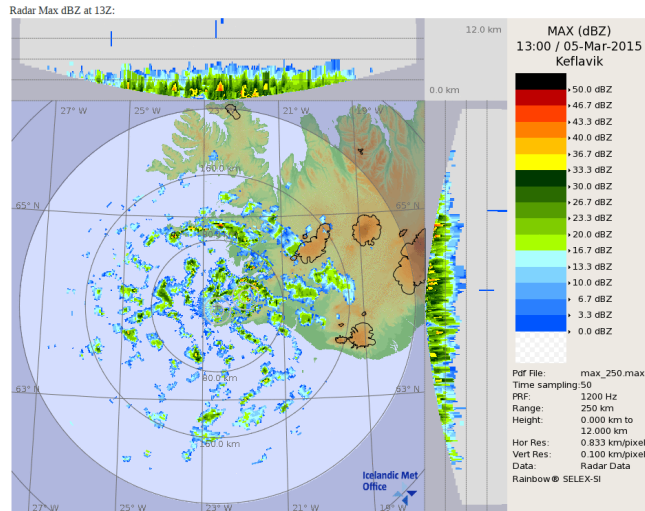 Radar Max dBZ at 13Z:
12.0 km
0.0 km
MAX (dBZ)
13:00 / 05-Mar-2015
Keflavik
50.0 dBZ
46.7 dBZ
43.3 dBZ
40.0 dBZ
36.7 dBZ
33.3 dBZ
30.0 dBZ
26.7 dBZ
23.3 dBZ
20.0 dBZ
16.7 dBZ
13.3 dBZ
10.0 dBZ
6.7 dBZ
3.3 dBZ
0.0 dBZ
27° W 25° W 21° W 19° W
160.0 km
65° N 65°
63° N 63°
80.0 km
160.0 km
27° W 25° W 23° W 21° W 19° W
Icelandic Met
Office
Pdf File: max_250.max
Time sampling:50
PRF: 1200 Hz
Range: 250 km
Height: 0.000 km to
12.000 km
Hor Res: 0.833 km/pixel
Vert Res: 0.100 km/pixel
Data: Radar Data
Rainbow® SELEX-SI